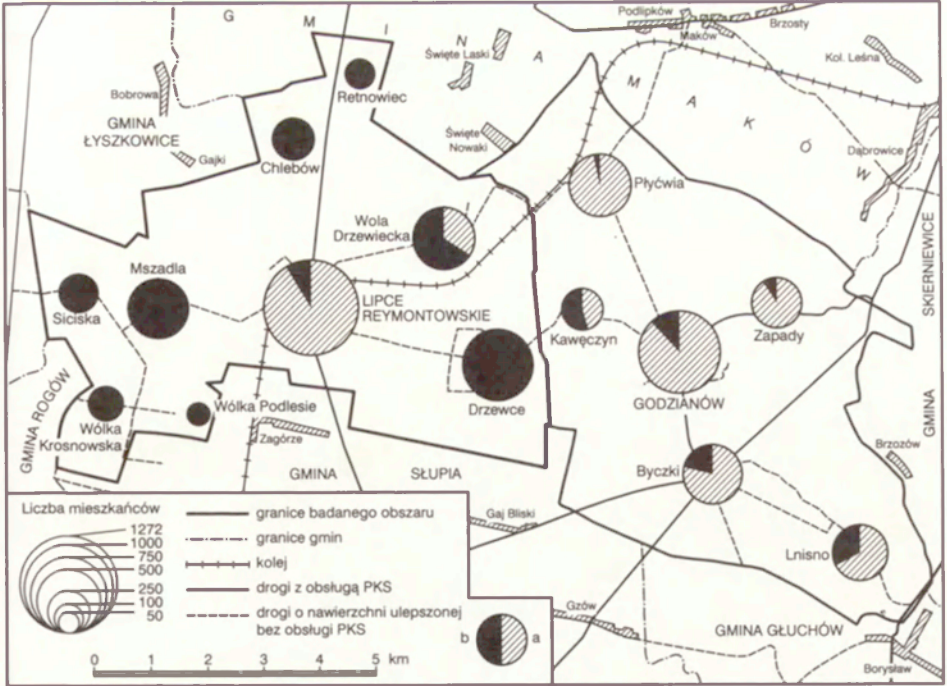 G M I N A M A K Ó W
Podlipków
Brzosty
Maków
Święte Laski
Kol. Leśna
Retnowiec
Bobrowa
GMINA
ŁYSZKOWICE
Gajki
Chlebów
Święte
Nowaki
Dąbrowice
Płyćwia
Wola
Drzewiecka
SKIERNIEWICE
GMINA
Mszadla
Siciska
LIPCE
REYMONTOWSKIE
Kawęczyn
Zapady
Drzewce
GODZIANÓW
GMINA ROGÓW
Wólka
Krosnowska
Wólka Podlesie
Zagórze
GMINA SŁUPIA
Byczki
Brzozów
Gaj Bliski
Lnisno
Gzów
GMINA GŁUCHÓW
Borysław
Liczba mieszkańców
1272
1000
750
500
250
100
50
granice badanego obszaru
granice gmin
kolej
drogi z obsługą PKS
drogi o nawierzchni ulepszonej
bez obsługi PKS
b a
0 1 2 3 4 5 km